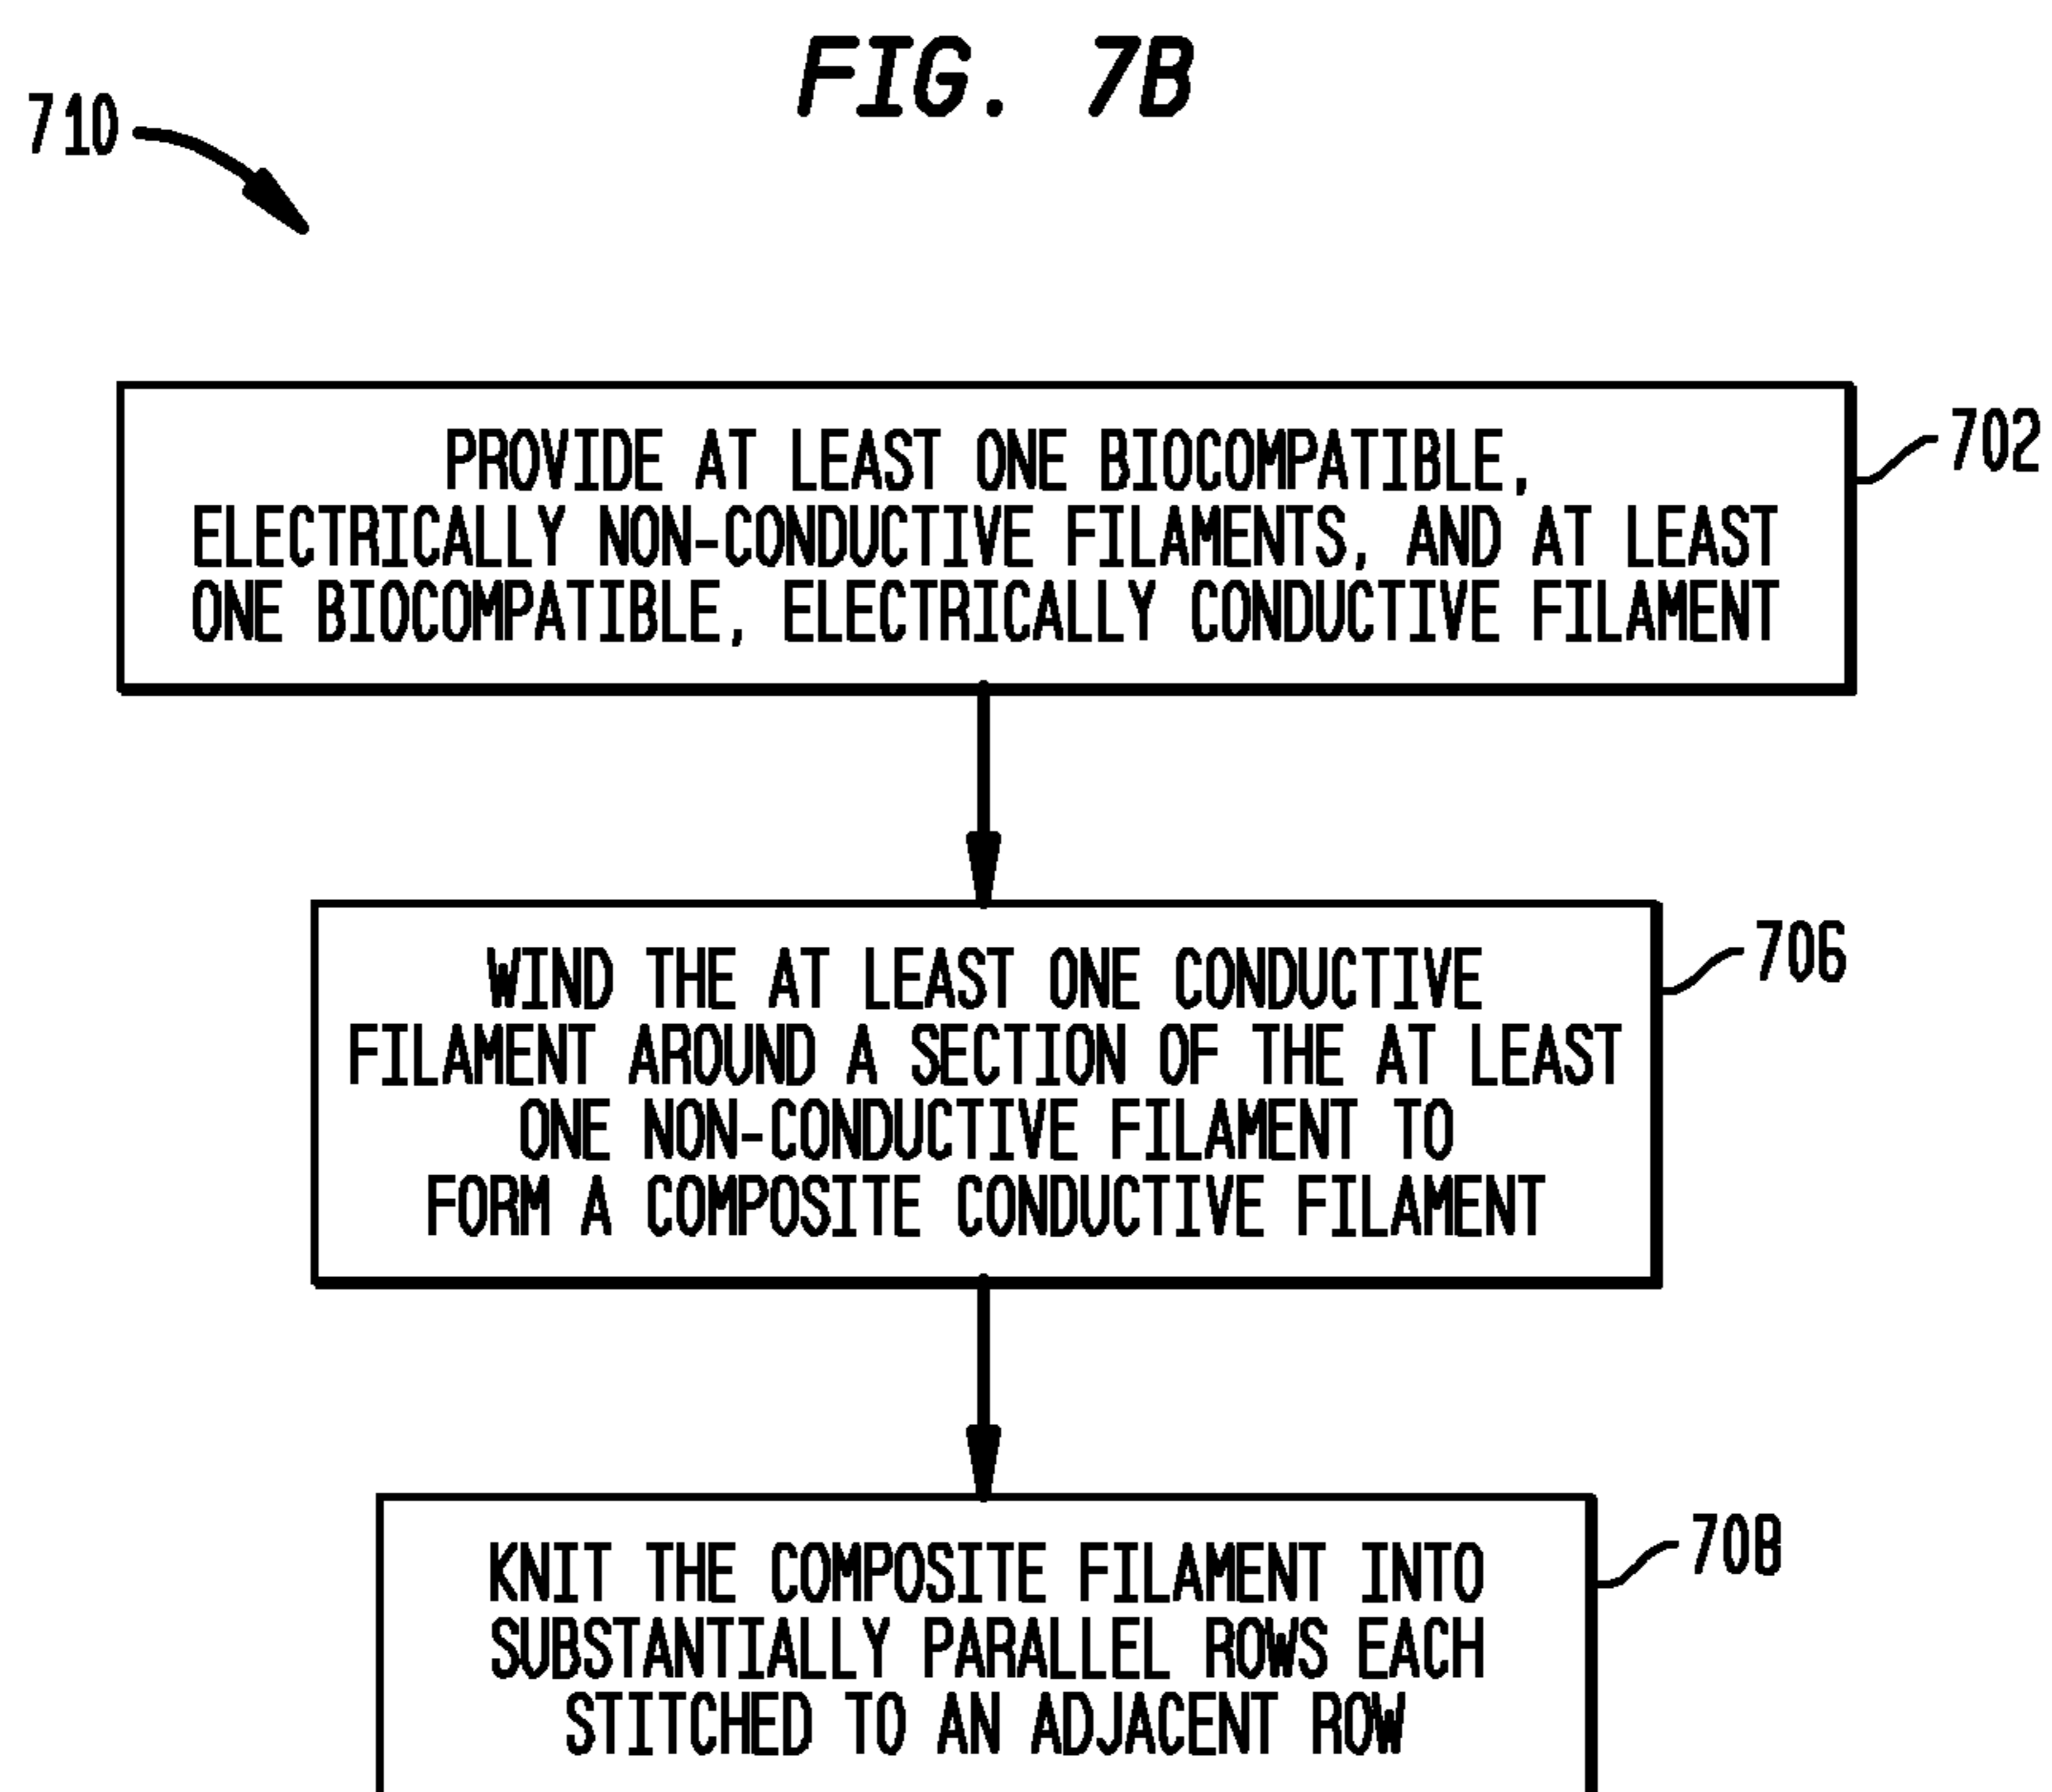 FIG. 7B
710
PROVIDE AT LEAST ONE BIOCOMPATIBLE,
ELECTRICALLY NON-CONDUCTIVE FILAMENTS, AND AT LEAST
ONE BIOCOMPATIBLE, ELECTRICALLY CONDUCTIVE FILAMENT
702
WIND THE AT LEAST ONE CONDUCTIVE
FILAMENT AROUND A SECTION OF THE AT LEAST
ONE NON-CONDUCTIVE FILAMENT TO
FORM A COMPOSITE CONDUCTIVE FILAMENT
706
KNIT THE COMPOSITE FILAMENT INTO
SUBSTANTIALLY PARALLEL ROWS EACH
STITCHED TO AN ADJACENT ROW
708